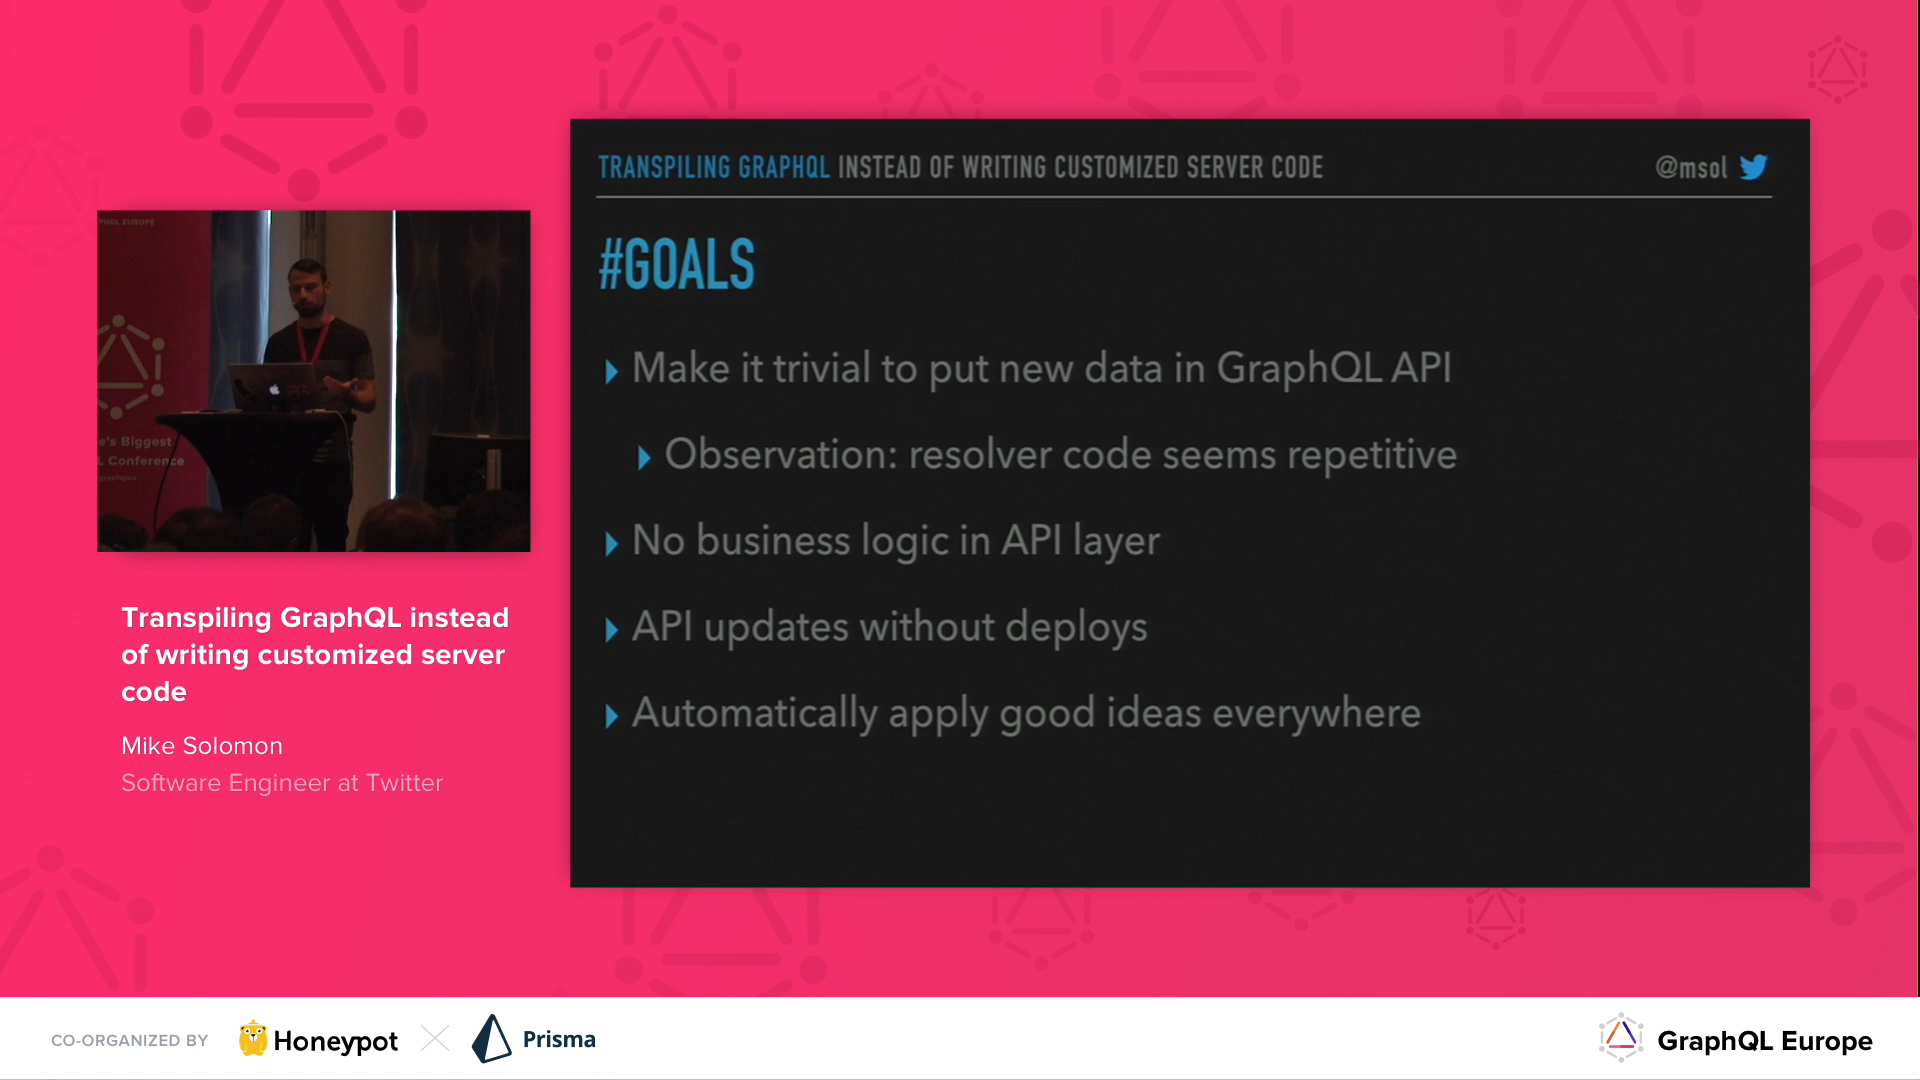 TRANSPILING GRAPHQL INSTEAD OF WRITING CUSTOMIZED SERVER CODE
@msol
#GOALS
Make it trivial to put new data in GraphQL API
Observation: resolver code seems repetitive
No business logic in API layer
API updates without deploys
Automatically apply good ideas everywhere
e's Biggest
L Conference
Transpiling GraphQL instead
of writing customized server
code
Mike Solomon
Software Engineer at Twitter
CO-ORGANIZED BY
Honeypot
Prisma
GraphQL Europe